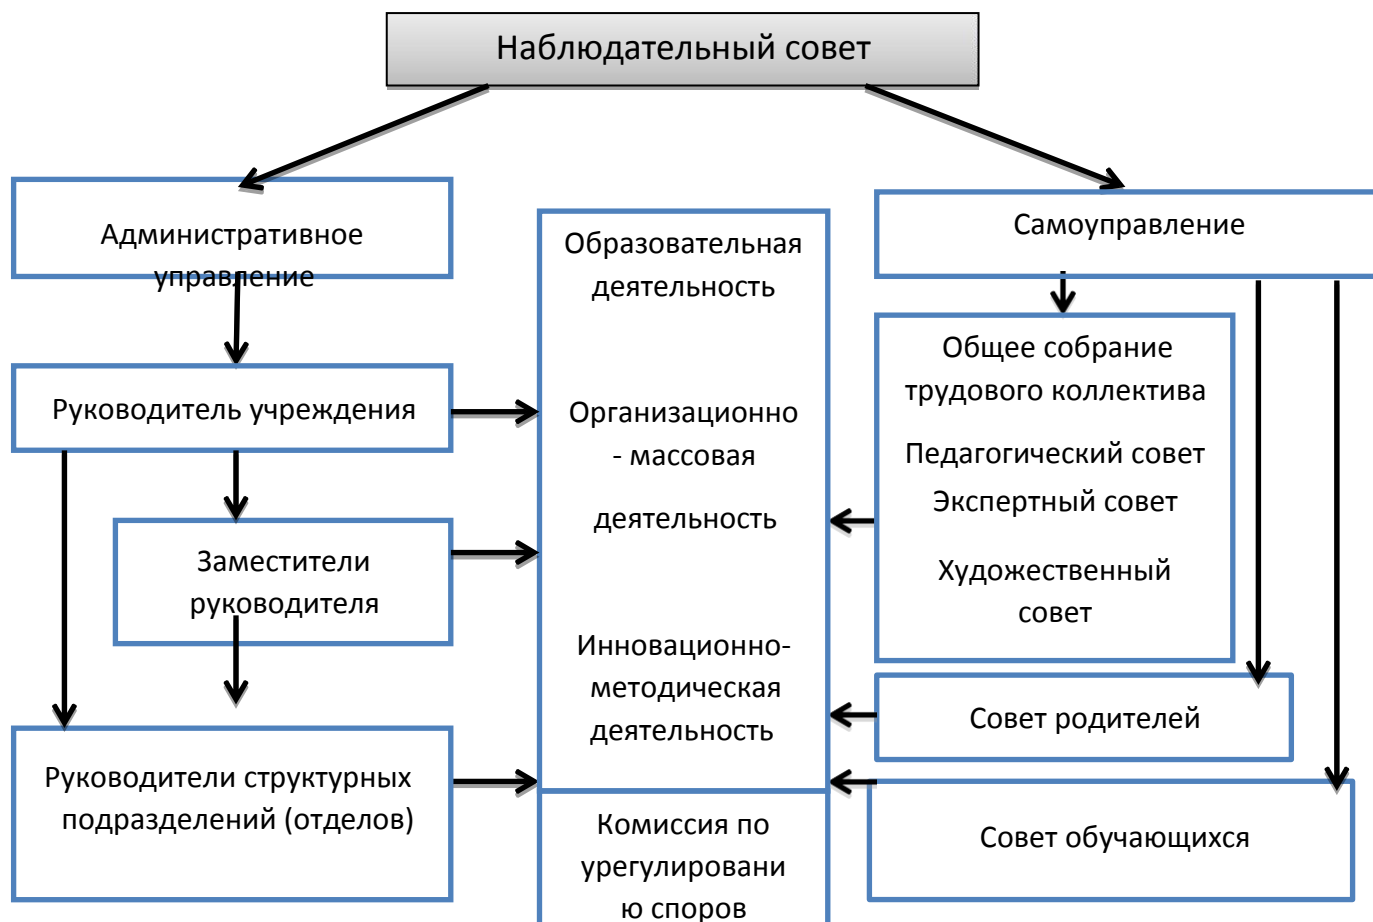 Наблюдательный совет
Административное
управление
Руководитель учреждения
Заместители
руководителя
Руководители структурных
подразделений (отделов)
Образовательная
деятельность
Организационно
- массовая
деятельность
Инновационно-
методическая
деятельность
Комиссия по
урегулировани
ю споров
Самоуправление
Общее собрание
трудового коллектива
Педагогический совет
Экспертный совет
Художественный
совет
Совет родителей
Совет обучающихся